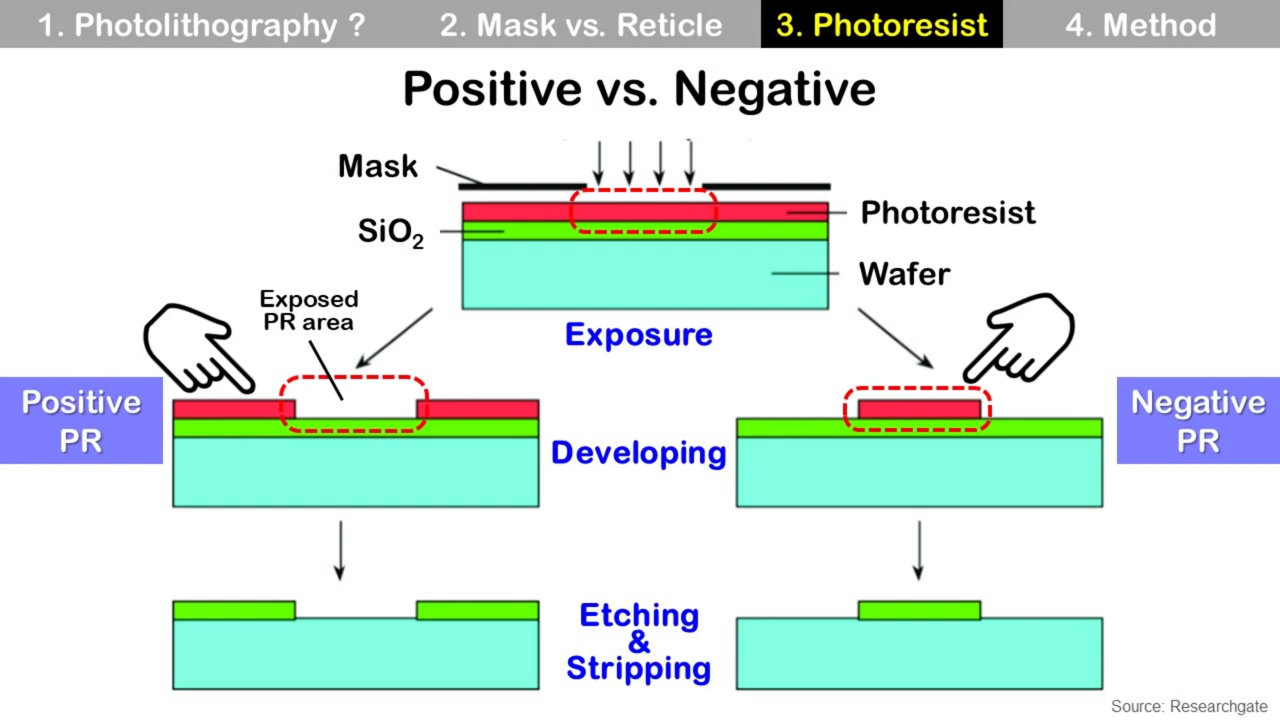 1. Photolithography ?
2. Mask vs. Reticle
3. Photoresist
4. Method
Positive vs. Negative
Mask
SiO₂
Photoresist
Wafer
Exposed
PR area
Exposure
Positive
PR
Negative
PR
Developing
Etching
&
Stripping
Source: Researchgate